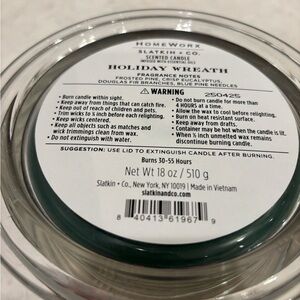 HOMEWORX
SLATKIN + CO.
SCENTED CANDLE
INFUSED WITH ESSENTIAL OILS
HOLIDAY WREATH
FRAGRANCE NOTES
FROSTED PINE, CRISP EUCALYPTUS,
DOUGLAS FIR BRANCHES, BLUE PINE NEEDLES
⚠ WARNING
250425
• Burn candle within sight.
• Keep away from things that can catch fire.
• Keep out of reach of children and pets.
• Trim wicks to ¼ inch before each relighting.
• Keep wicks centered.
• Keep all objects such as matches and
wick trimmings clean from wax.
• Do not extinguish with water.
• Do not burn candle for more than
4 HOURS at a time.
• Allow the wax to cool before relighting.
• Burn on heat resistant surface.
• Keep away from drafts.
• Container may be hot when the candle is lit.
• When ½ inch unmelted wax remains
discontinue burning candle.
SUGGESTION: USE LID TO EXTINGUISH CANDLE AFTER BURNING.
Burns 30-55 Hours
Net Wt 18 oz / 510 g
Slatkin + Co., New York, NY 10019 | Made in Vietnam
slatkinandco.com
8 40413 61967 9